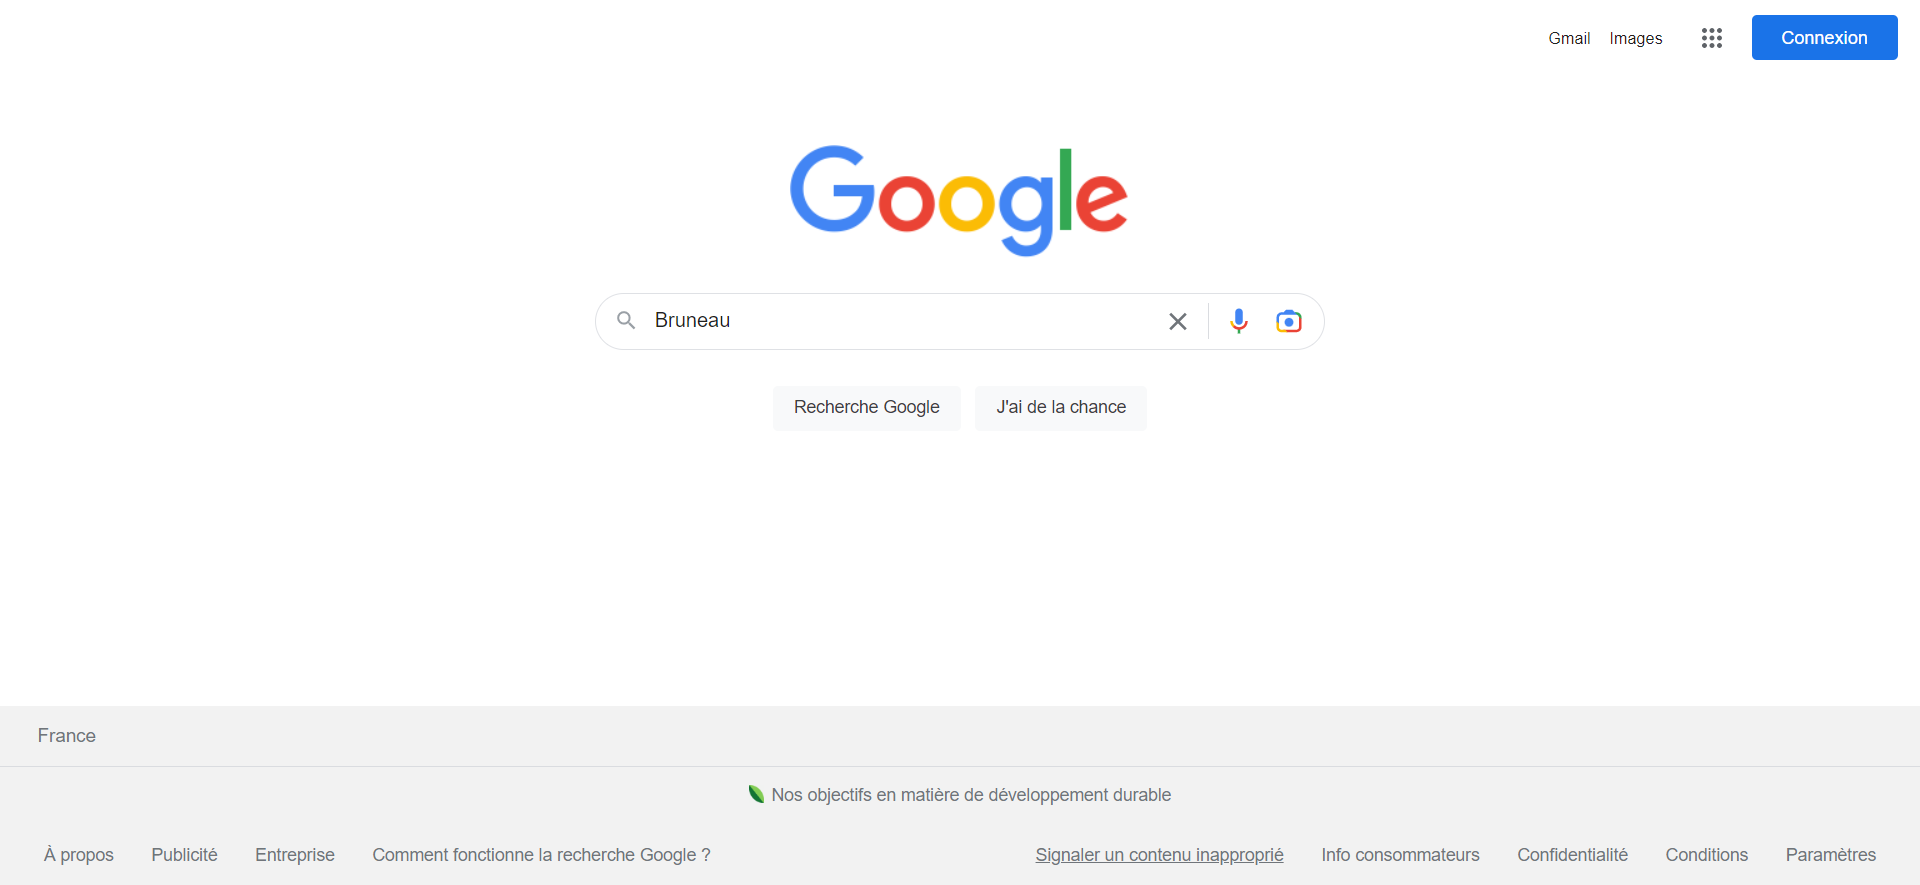 Gmail Images Connexion
Google
Bruneau
Recherche Google J'ai de la chance
France
Nos objectifs en matière de développement durable
À propos Publicité Entreprise Comment fonctionne la recherche Google ? Signaler un contenu inapproprié Info consommateurs Confidentialité Conditions Paramètres